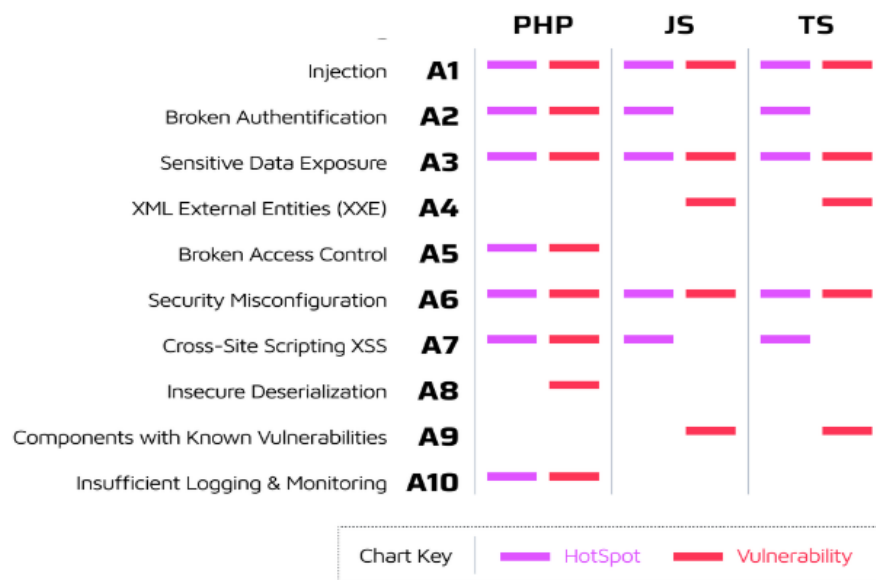 PHP JS TS
Injection A1
Broken Authentification A2
Sensitive Data Exposure A3
XML External Entities (XXE) A4
Broken Access Control A5
Security Misconfiguration A6
Cross-Site Scripting XSS A7
Insecure Deserialization A8
Components with Known Vulnerabilities A9
Insufficient Logging & Monitoring A10
Chart Key HotSpot Vulnerability